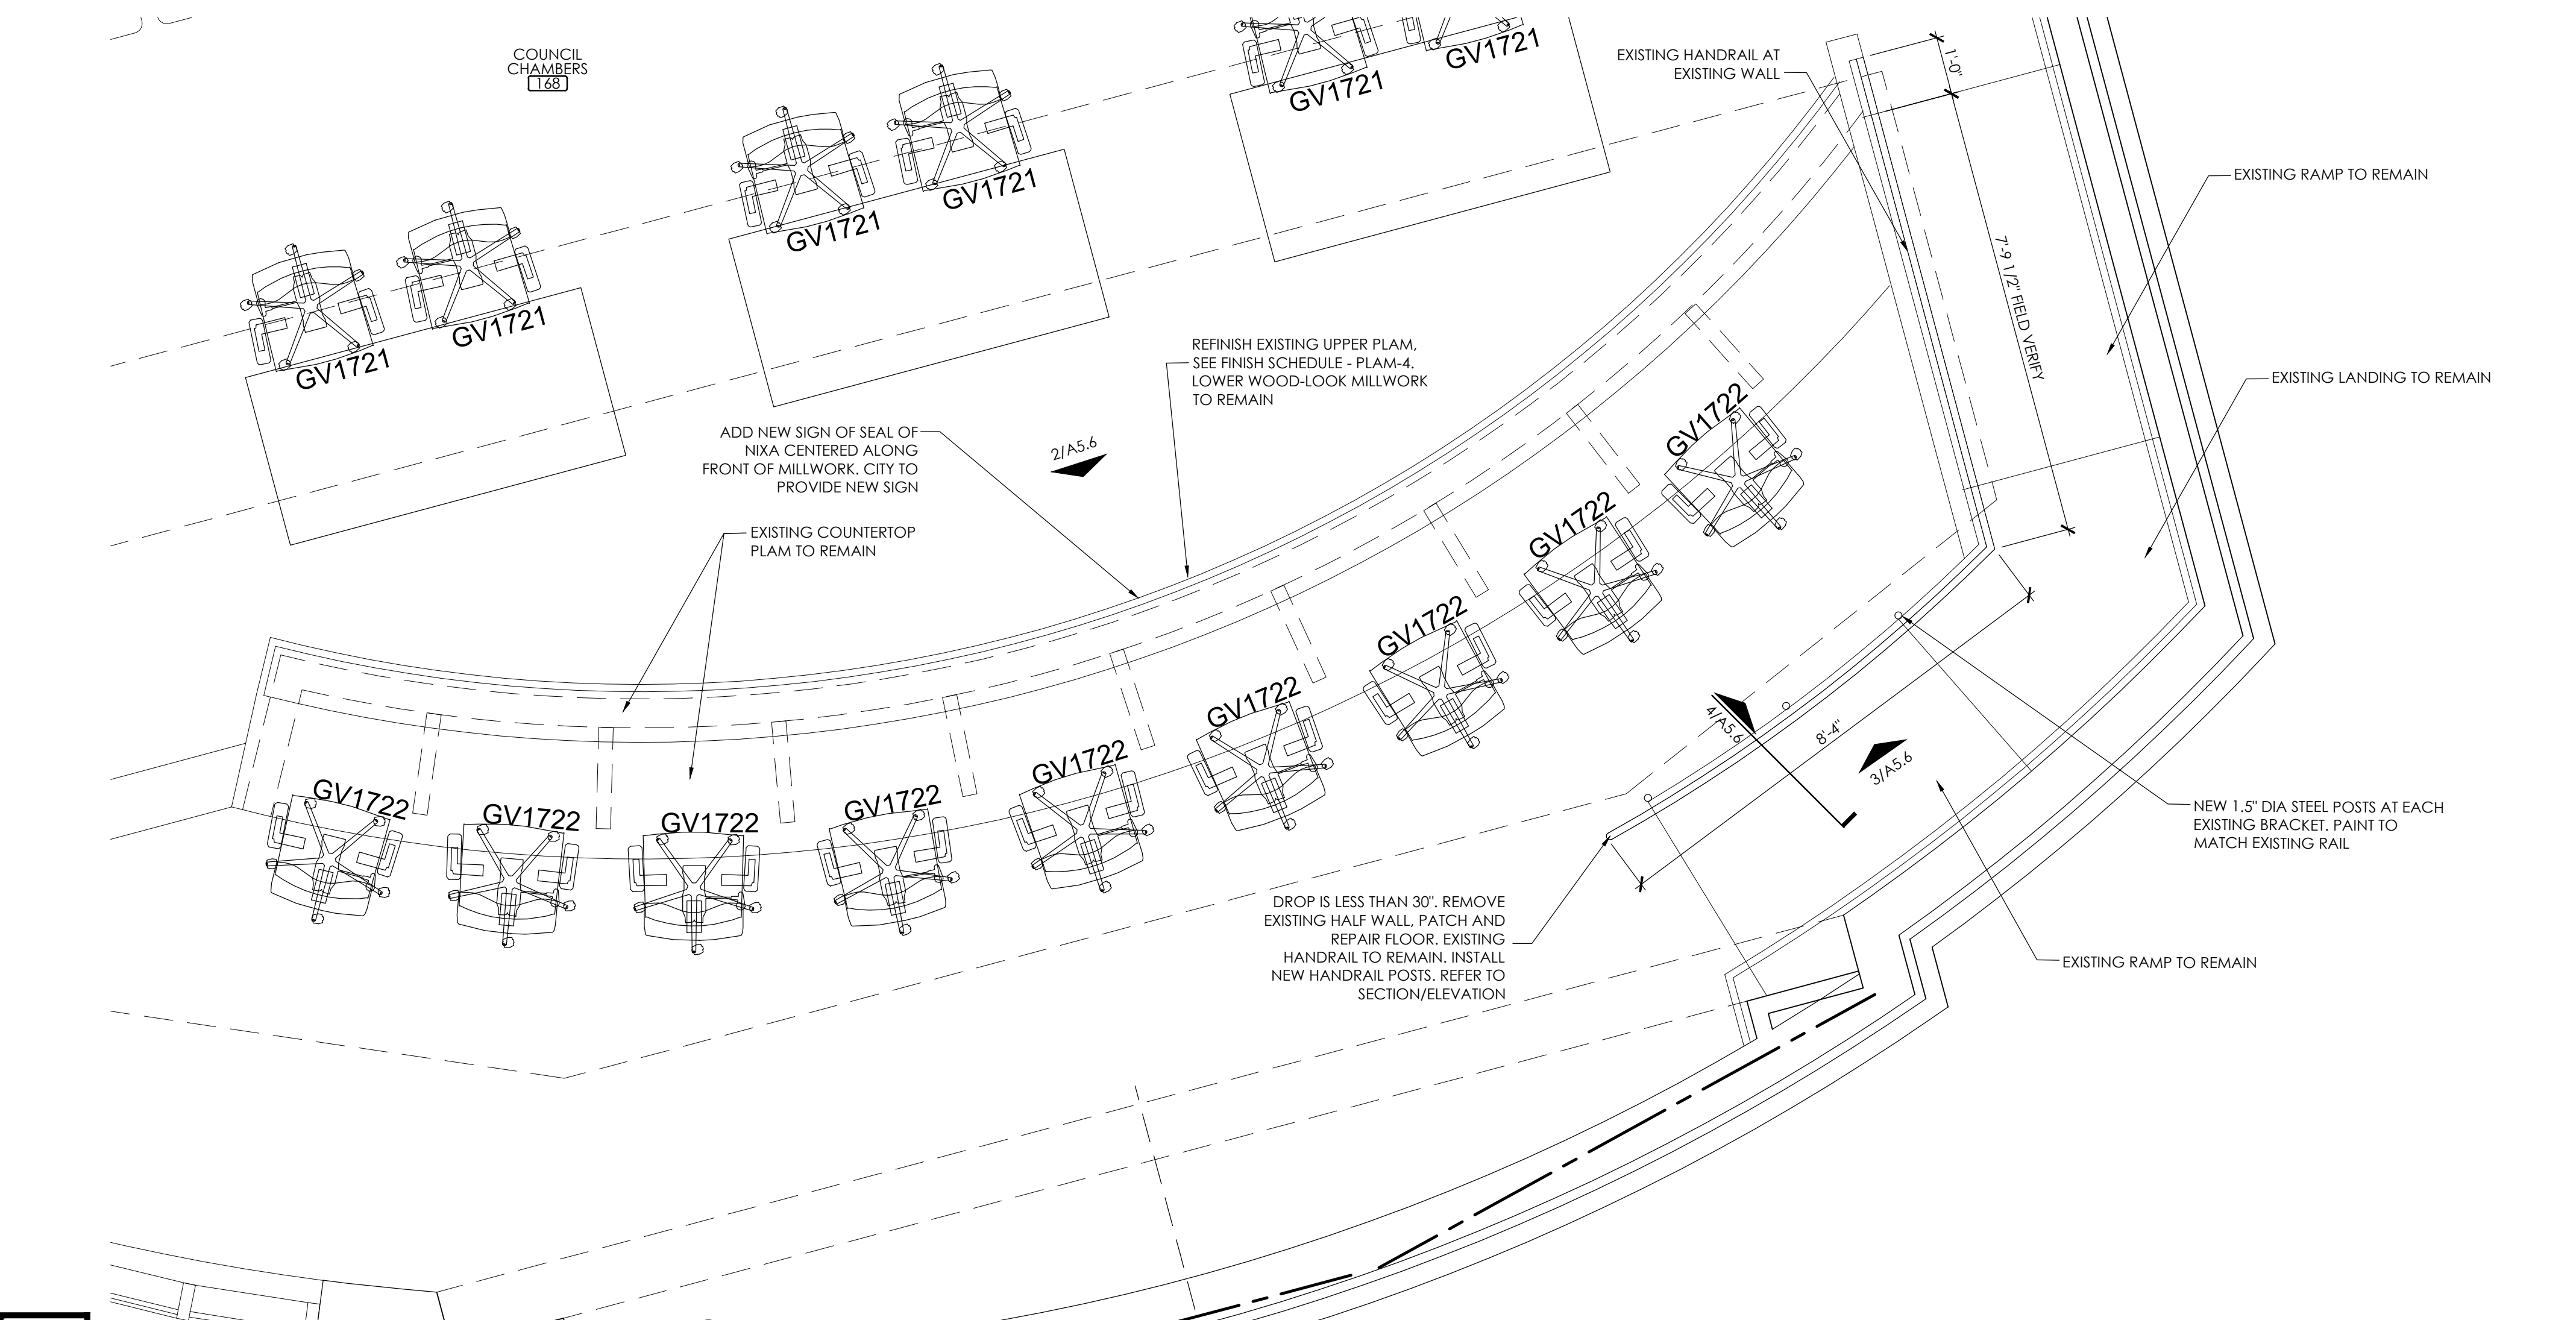 COUNCIL
CHAMBERS
168
GV1721
GV1721
GV1721
GV1721
GV1721
GV1721
EXISTING HANDRAIL AT
EXISTING WALL
1'-0"
7'-9 1/2" FIELD VERIFY
EXISTING RAMP TO REMAIN
EXISTING LANDING TO REMAIN
REFINISH EXISTING UPPER PLAM,
SEE FINISH SCHEDULE - PLAM-4.
LOWER WOOD-LOOK MILLWORK
TO REMAIN
ADD NEW SIGN OF SEAL OF
NIXA CENTERED ALONG
FRONT OF MILLWORK. CITY TO
PROVIDE NEW SIGN
2/A5.6
EXISTING COUNTERTOP
PLAM TO REMAIN
GV1722
GV1722
GV1722
GV1722
GV1722
GV1722
GV1722
GV1722
GV1722
4/A5.6
8'-4"
3/A5.6
NEW 1.5" DIA STEEL POSTS AT EACH
EXISTING BRACKET. PAINT TO
MATCH EXISTING RAIL
DROP IS LESS THAN 30". REMOVE
EXISTING HALF WALL, PATCH AND
REPAIR FLOOR. EXISTING
HANDRAIL TO REMAIN. INSTALL
NEW HANDRAIL POSTS. REFER TO
SECTION/ELEVATION
EXISTING RAMP TO REMAIN